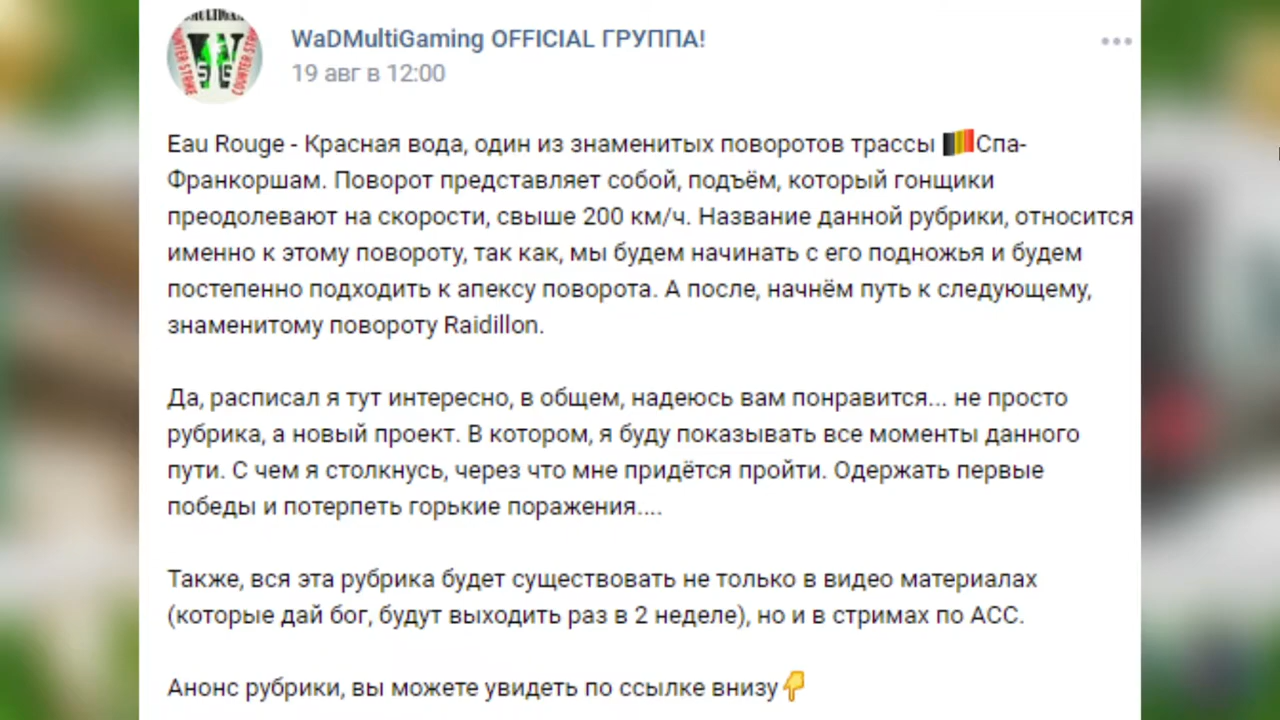 WaDMultiGaming OFFICIAL ГРУППА!
19 авг в 12:00
Eau Rouge - Красная вода, один из знаменитых поворотов трассы 🇧🇪Спа-
Франкоршам. Поворот представляет собой, подъём, который гонщики
преодолевают на скорости, свыше 200 км/ч. Название данной рубрики, относится
именно к этому повороту, так как, мы будем начинать с его подножья и будем
постепенно подходить к апексу поворота. А после, начнём путь к следующему,
знаменитому повороту Raidillon.
Да, расписал я тут интересно, в общем, надеюсь вам понравится... не просто
рубрика, а новый проект. В котором, я буду показывать все моменты данного
пути. С чем я столкнусь, через что мне придётся пройти. Одержать первые
победы и потерпеть горькие поражения....
Также, вся эта рубрика будет существовать не только в видео материалах
(которые дай бог, будут выходить раз в 2 неделе), но и в стримах по АСС.
Анонс рубрики, вы можете увидеть по ссылке внизу👇